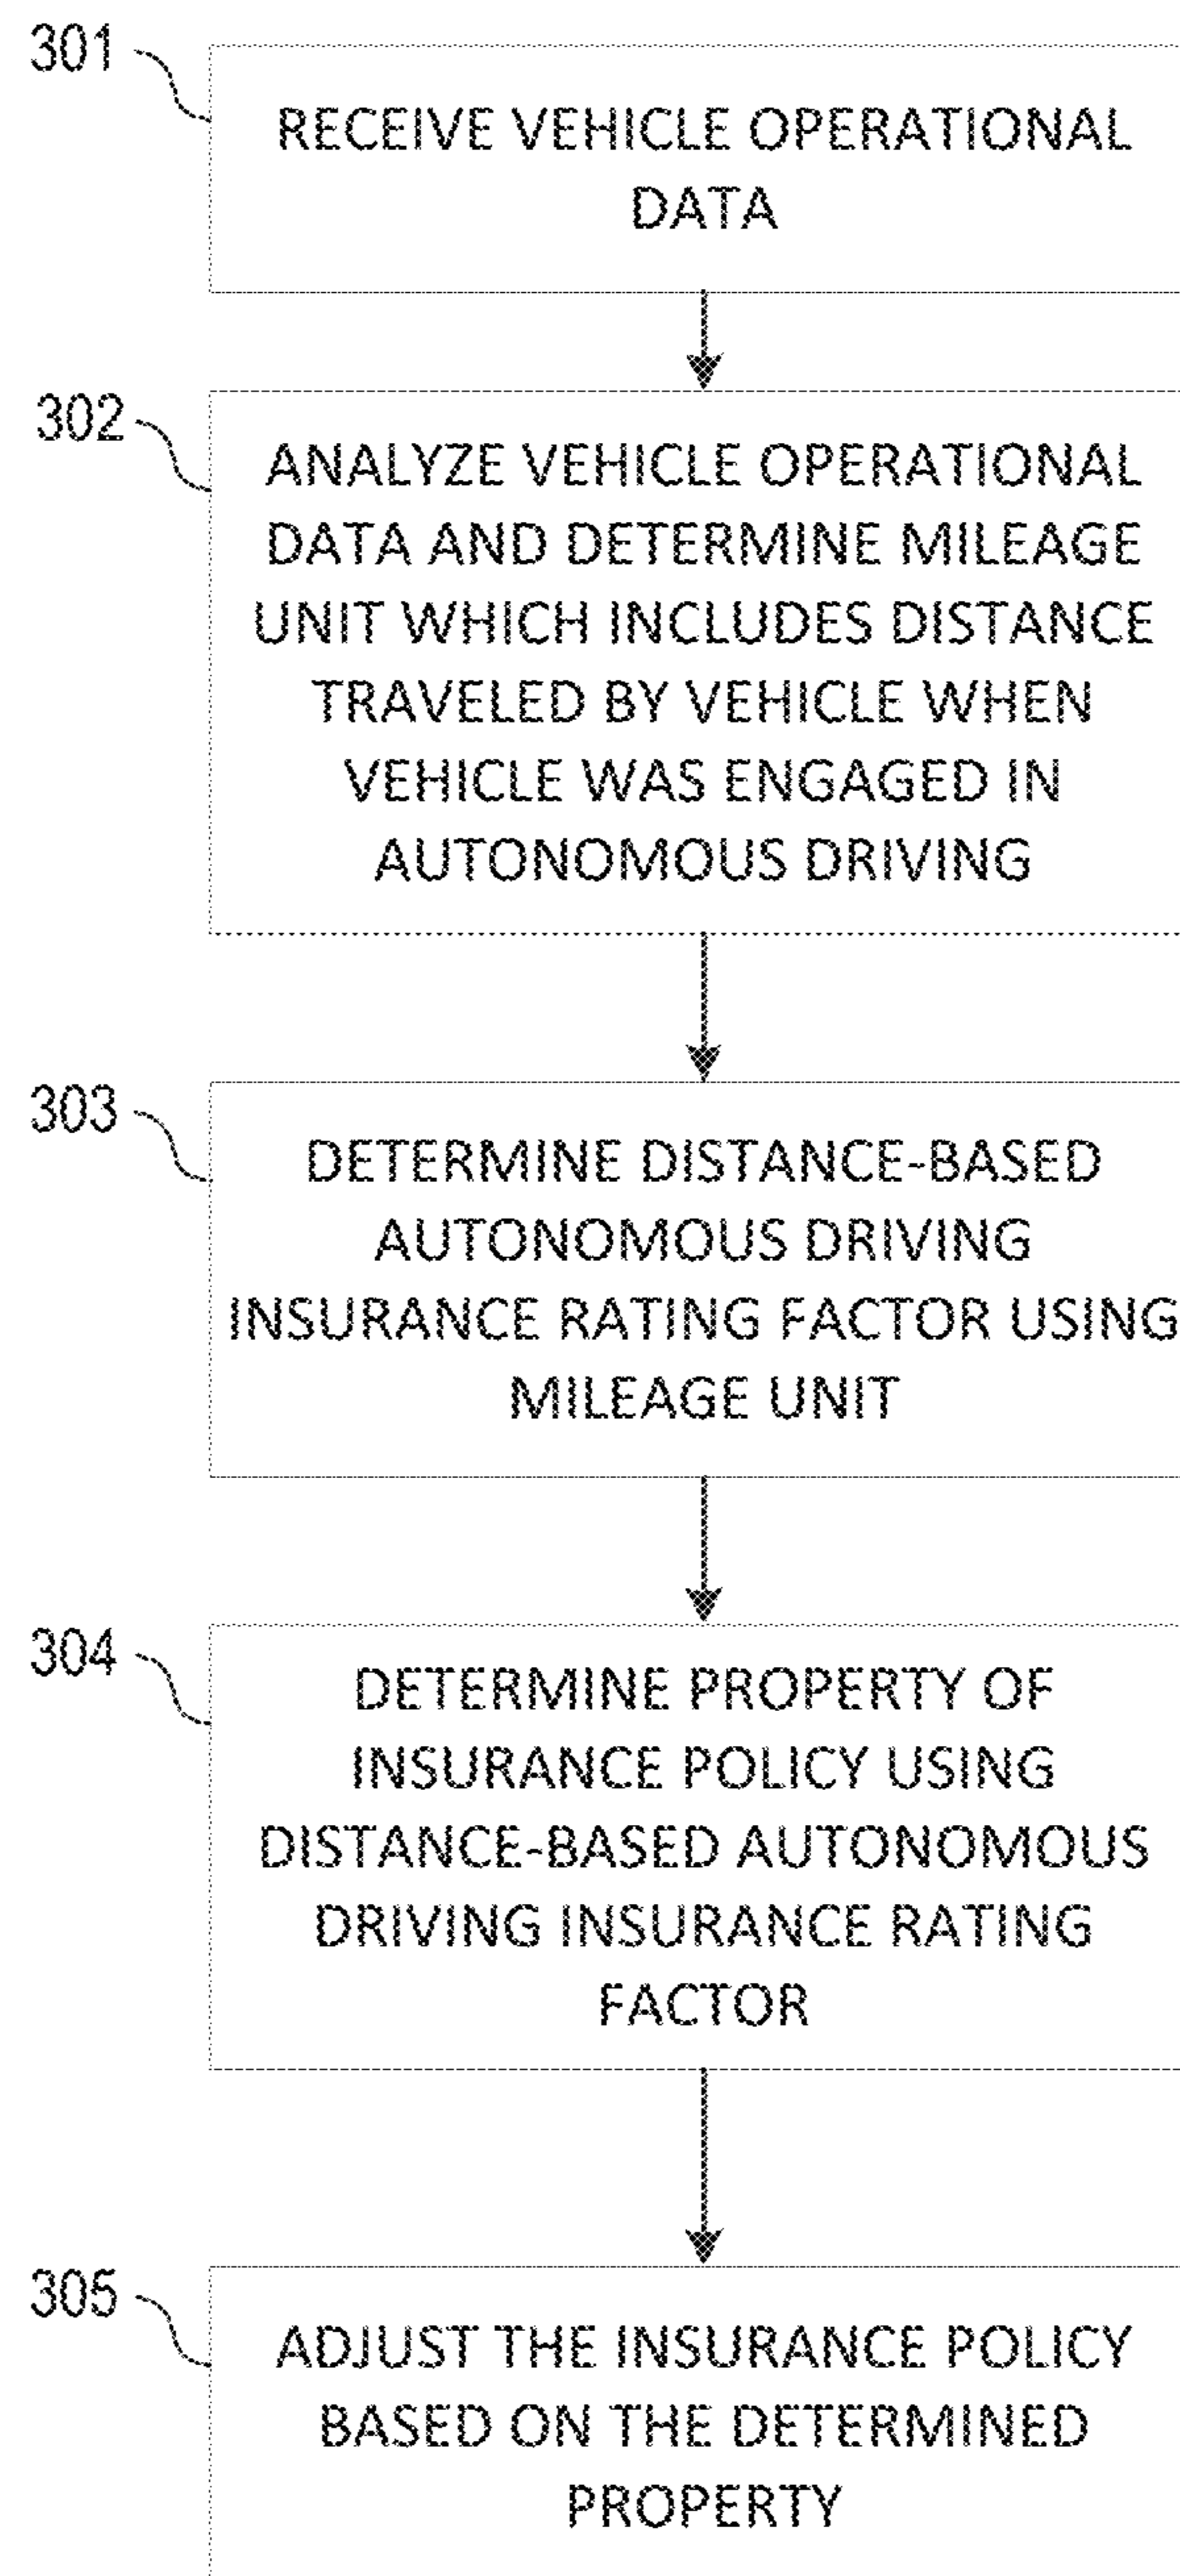 301
RECEIVE VEHICLE OPERATIONAL
DATA
302
ANALYZE VEHICLE OPERATIONAL
DATA AND DETERMINE MILEAGE
UNIT WHICH INCLUDES DISTANCE
TRAVELED BY VEHICLE WHEN
VEHICLE WAS ENGAGED IN
AUTONOMOUS DRIVING
303
DETERMINE DISTANCE-BASED
AUTONOMOUS DRIVING
INSURANCE RATING FACTOR USING
MILEAGE UNIT
304
DETERMINE PROPERTY OF
INSURANCE POLICY USING
DISTANCE-BASED AUTONOMOUS
DRIVING INSURANCE RATING
FACTOR
305
ADJUST THE INSURANCE POLICY
BASED ON THE DETERMINED
PROPERTY